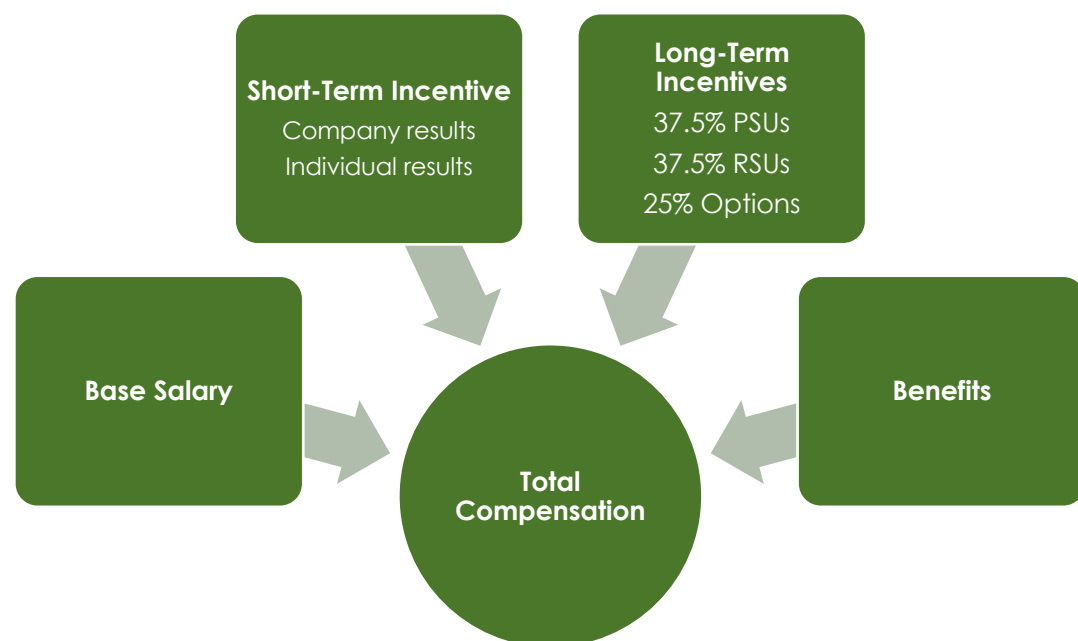 Short-Term Incentive
Company results
Individual results
Long-Term
Incentives
37.5% PSUs
37.5% RSUs
25% Options
Base Salary
Benefits
Total
Compensation